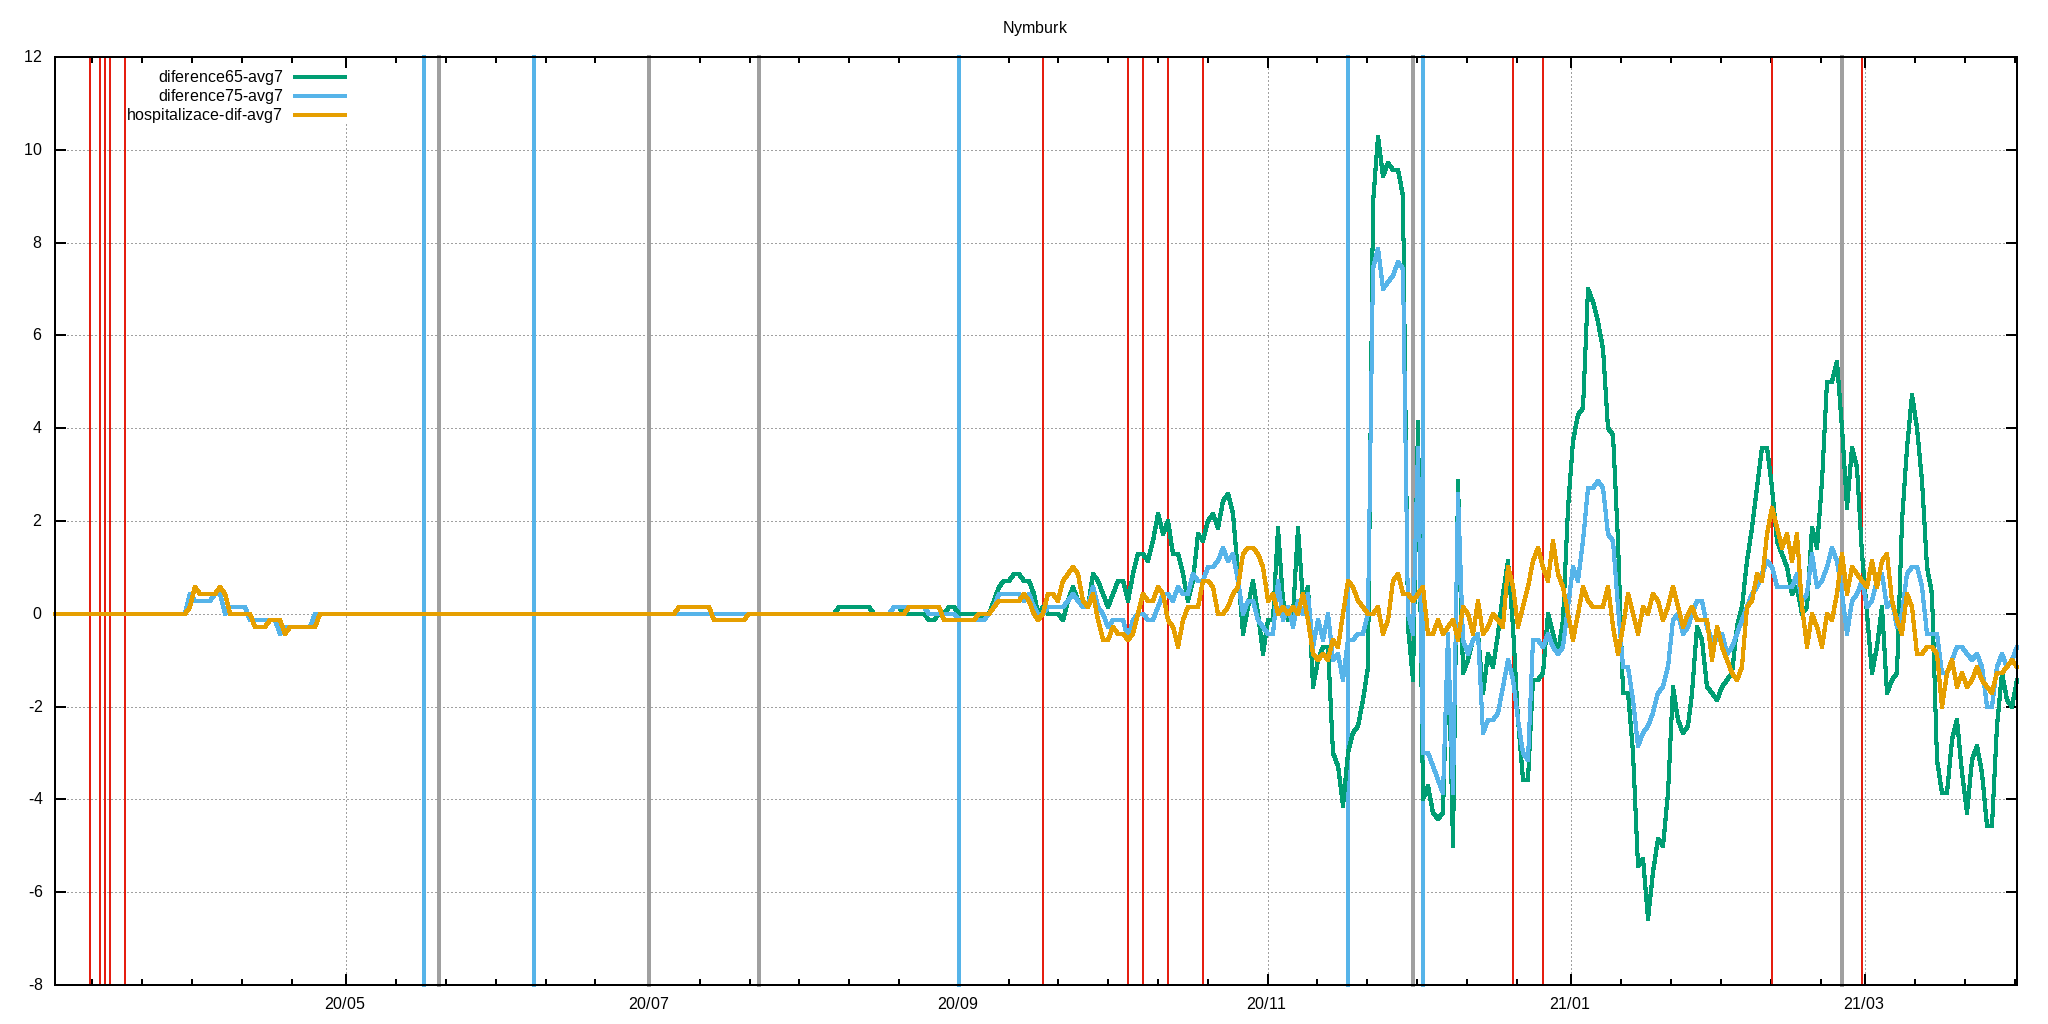 Nymburk
diference65-avg7
diference75-avg7
hospitalizace-dif-avg7
12
10
8
6
4
2
0
-2
-4
-6
-8
20/05 20/07 20/09 20/11 21/01 21/03